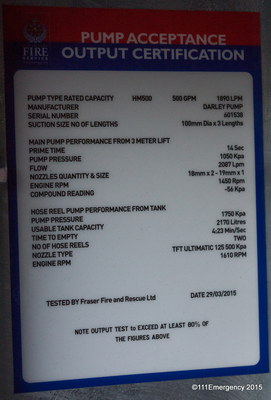 FIRE
SERVICE
PUMP ACCEPTANCE
OUTPUT CERTIFICATION
PUMP TYPE RATED CAPACITY HM500 500 GPM 1890 LPM
MANUFACTURER DARLEY PUMP
SERIAL NUMBER 601538
SUCTION SIZE NO OF LENGTHS 100mm Dia x 3 Lengths
MAIN PUMP PERFORMANCE FROM 3 METER LIFT
PRIME TIME 14 Sec
PUMP PRESSURE 1050 Kpa
FLOW 2087 Lpm
NOZZLES QUANTITY & SIZE 18mm x 2 - 19mm x 1
ENGINE RPM 1450 Rpm
COMPOUND READING -56 Kpa
HOSE REEL PUMP PERFORMANCE FROM TANK
PUMP PRESSURE 1750 Kpa
USABLE TANK CAPACITY 2170 Litres
TIME TO EMPTY 4:23 Min/Sec
NO OF HOSE REELS TWO
NOZZLE TYPE TFT ULTIMATIC 125 500 Kpa
ENGINE RPM 1610 RPM
TESTED BY Fraser Fire and Rescue Ltd DATE 29/03/2015
NOTE OUTPUT TEST to EXCEED AT LEAST 80% OF
THE FIGURES ABOVE
©111Emergency 2015